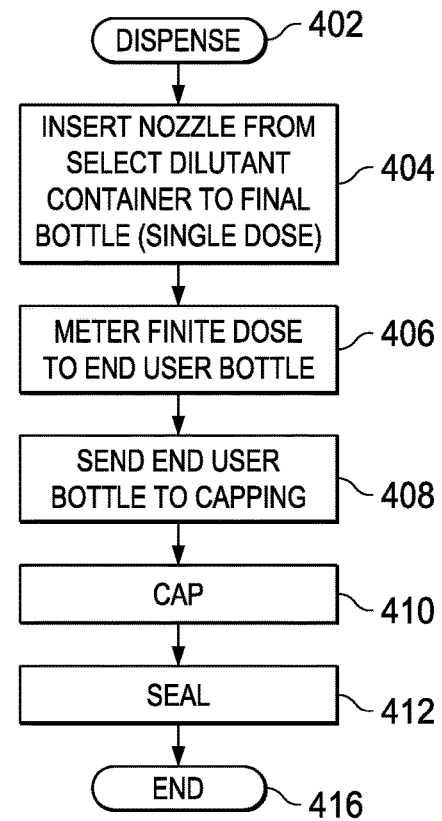 DISPENSE
402
INSERT NOZZLE FROM
SELECT DILUTANT
CONTAINER TO FINAL
BOTTLE (SINGLE DOSE)
404
METER FINITE DOSE
TO END USER BOTTLE
406
SEND END USER
BOTTLE TO CAPPING
408
CAP
410
SEAL
412
END
416